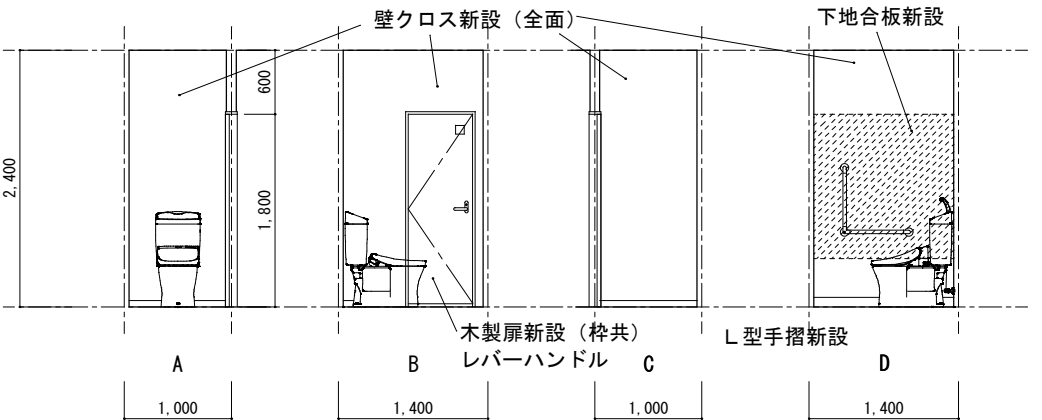 壁クロス新設（全面）
下地合板新設
600
2,400
1,800
木製扉新設（枠共）
レバーハンドル
L型手摺新設
A
B
C
D
1,000
1,400
1,000
1,400